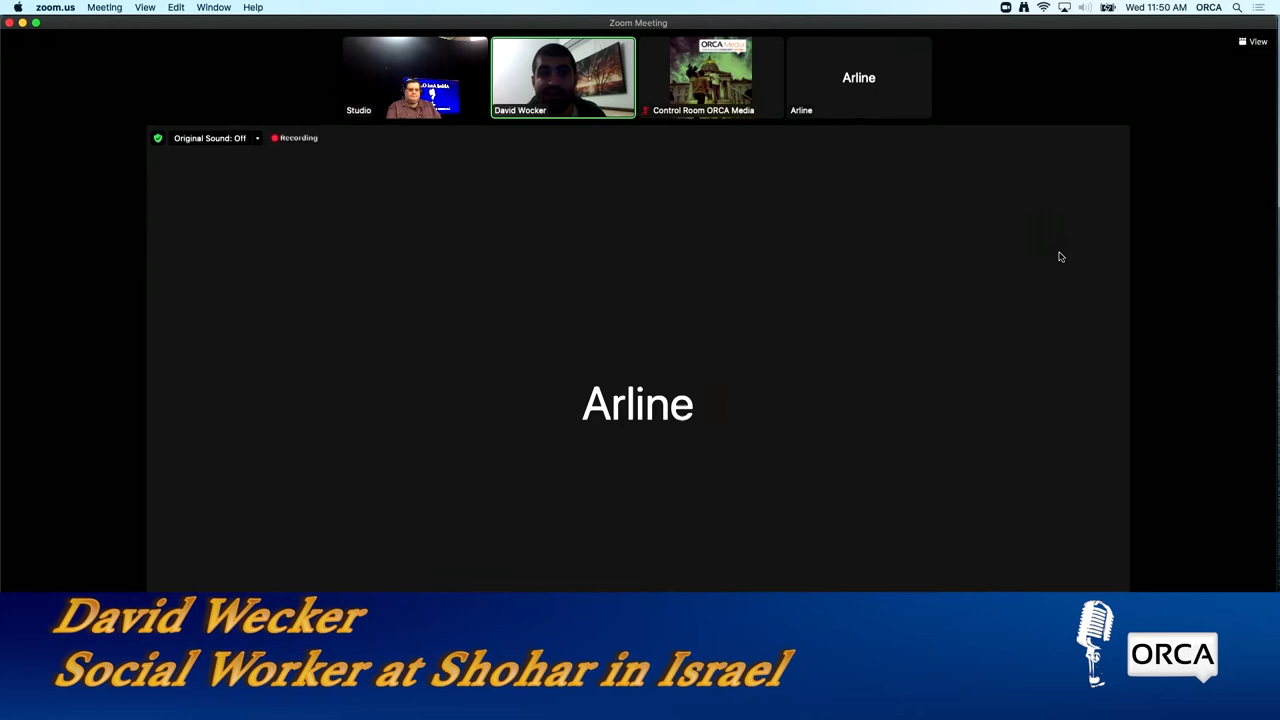 zoom.us Meeting View Edit Window Help Wed 11:50 AM ORCA
Zoom Meeting
View
ORCA Media
Arline
Studio
David Wocker
Control Room ORCA Media
Arline
Original Sound: Off
Recording
Arline
David Wecker
Social Worker at Shohar in Israel
ORCA